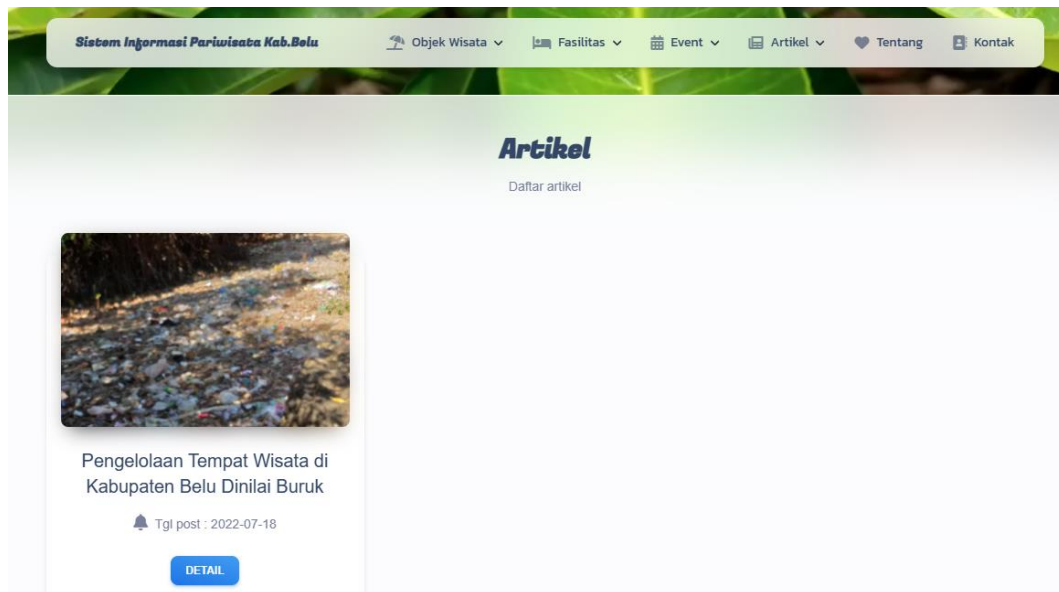 Sistem Informasi Pariwisata Kab.Belu Objek Wisata Fasilitas Event Artikel Tentang Kontak
Artikel
Daftar artikel
Pengelolaan Tempat Wisata di
Kabupaten Belu Dinilai Buruk
Tgl post : 2022-07-18
DETAIL